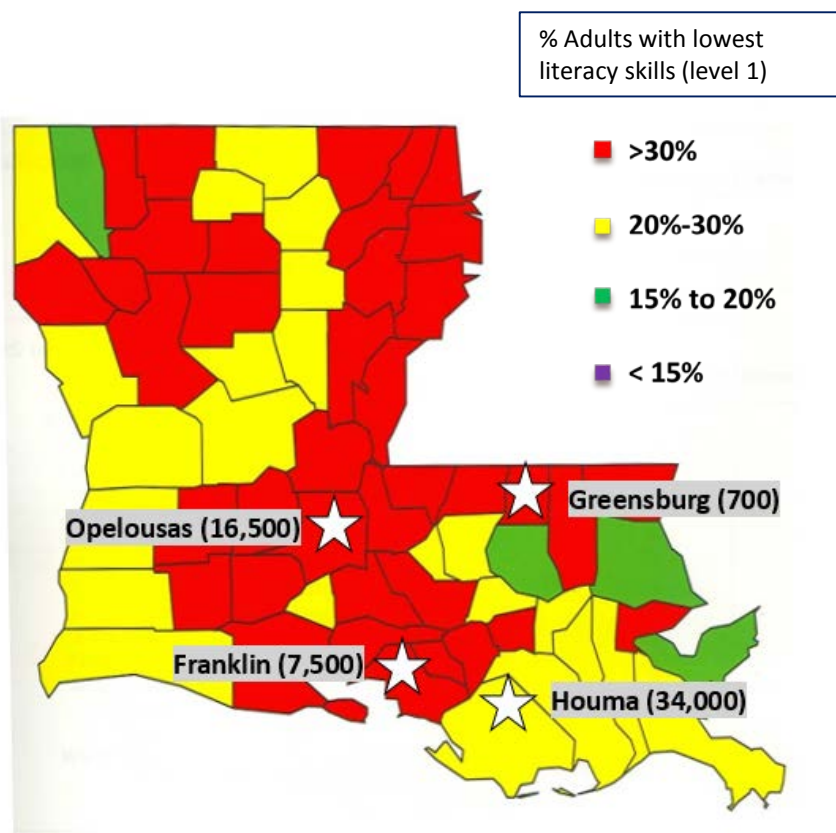 % Adults with lowest
literacy skills (level 1)
>30%
20%-30%
15% to 20%
< 15%
Greensburg (700)
Opelousas (16,500)
Franklin (7,500)
Houma (34,000)